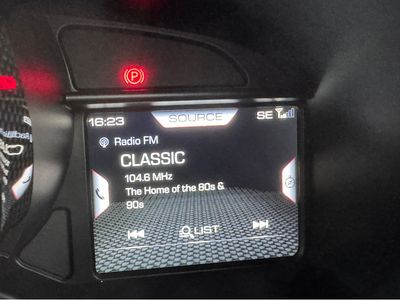 P
16:23 SOURCE SE
Radio FM
CLASSIC
104.6 MHz
The Home of the 80s &
90s
LIST